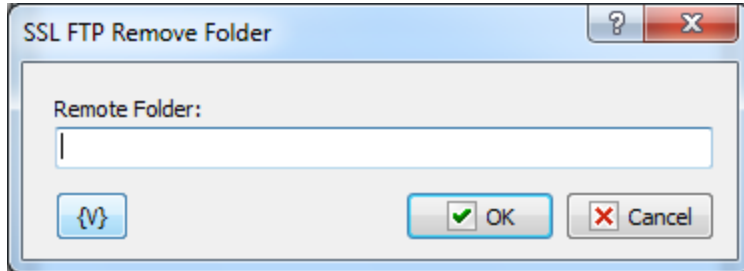 SSL FTP Remove Folder
?
Remote Folder:
{V}
OK
Cancel